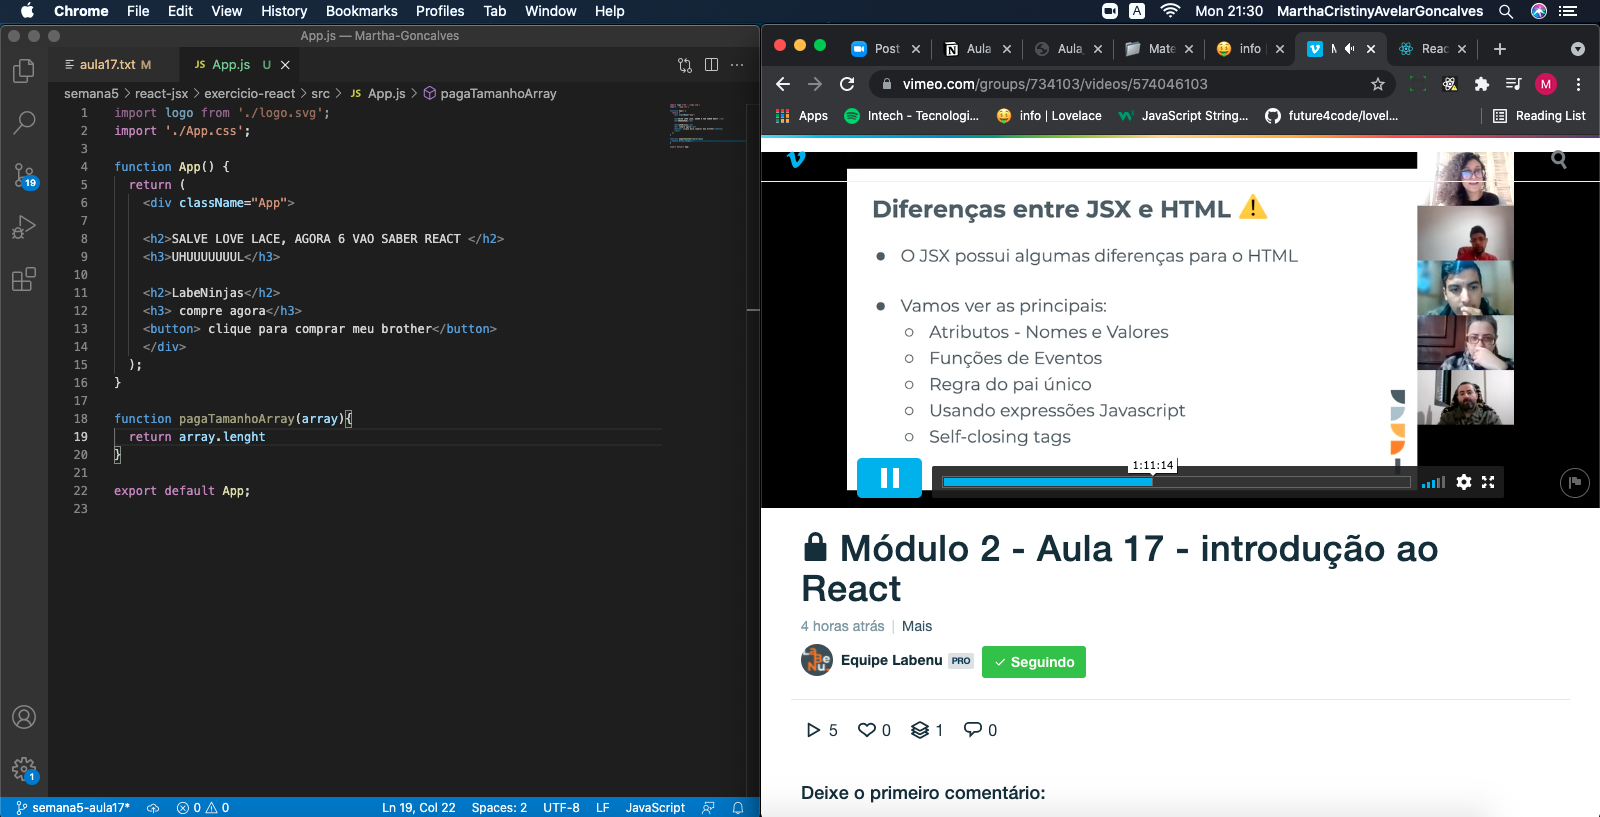 Chrome File Edit View History Bookmarks Profiles Tab Window Help
A Mon 21:30 MarthaCristinyAvelarGoncalves
App.js — Martha-Goncalves
aula17.txt M
JS App.js U
semana5 > react-jsx > exercicio-react > src > JS App.js > pagaTamanhoArray
1 import logo from './logo.svg';
2 import './App.css';
3
4 function App() {
5 return (
6 <div className="App">
7
8 <h2>SALVE LOVE LACE, AGORA 6 VAO SABER REACT </h2>
9 <h3>UHUUUUUUUL</h3>
10
11 <h2>LabeNinjas</h2>
12 <h3> compre agora</h3>
13 <button> clique para comprar meu brother</button>
14 </div>
15 );
16 }
17
18 function pagaTamanhoArray(array){
19 return array.lenght
20 }
21
22 export default App;
23
19
1
semana5-aula17* 0 0 Ln 19, Col 22 Spaces: 2 UTF-8 LF JavaScript
Post Aula Aula, Mate info Reac
vimeo.com/groups/734103/videos/574046103
M
Apps Intech - Tecnologi... info | Lovelace JavaScript String... future4code/lovel... Reading List
Diferenças entre JSX e HTML
● O JSX possui algumas diferenças para o HTML
● Vamos ver as principais:
○ Atributos - Nomes e Valores
○ Funções de Eventos
○ Regra do pai único
○ Usando expressões Javascript
○ Self-closing tags
1:11:14
Módulo 2 - Aula 17 - introdução ao
React
4 horas atrás | Mais
LaBeNu_
Equipe Labenu PRO Seguindo
5 0 1 0
Deixe o primeiro comentário: